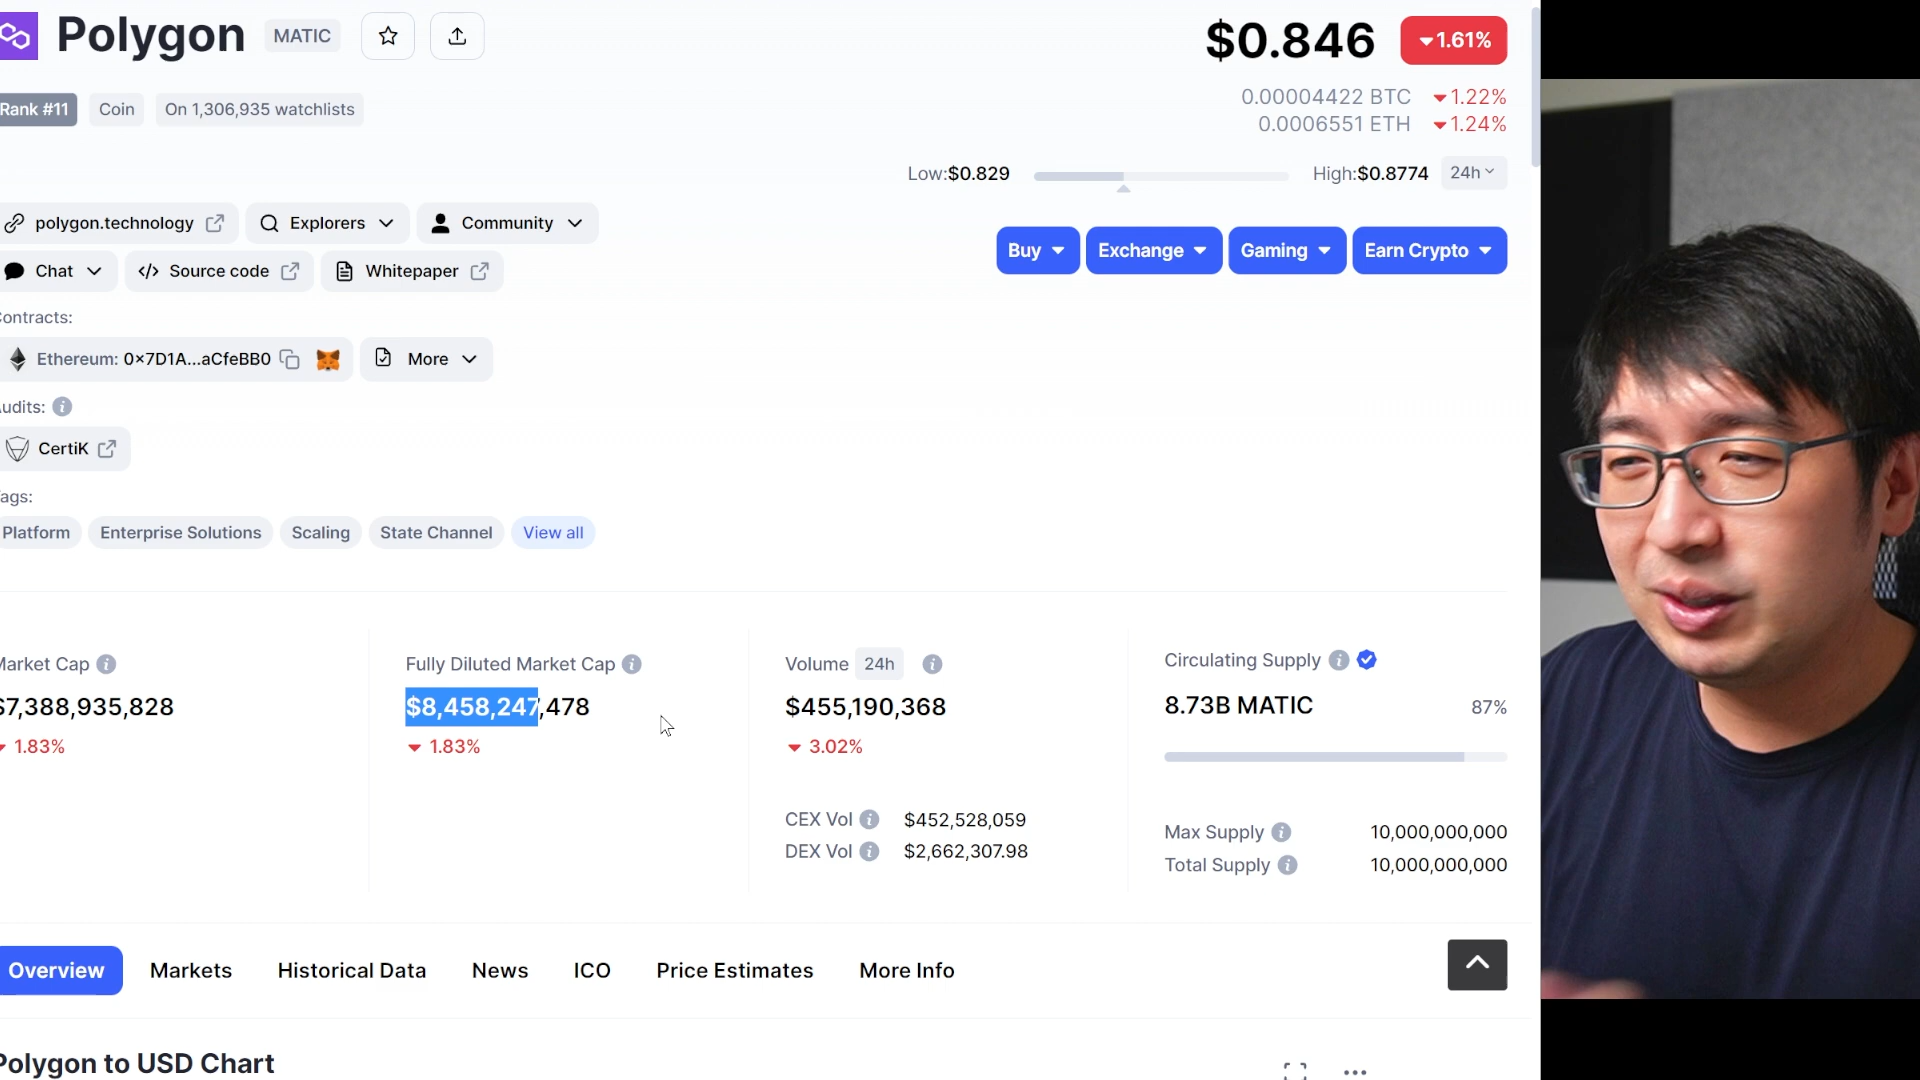 Polygon MATIC
$0.846 1.61%
Rank #11 Coin On 1,306,935 watchlists
0.00004422 BTC 1.22%
0.0006551 ETH 1.24%
Low:$0.829 High:$0.8774 24h
polygon.technology Explorers Community
Buy Exchange Gaming Earn Crypto
Chat </> Source code Whitepaper
ontracts:
Ethereum: 0x7D1A...aCfeBB0 More
udits:
CertiK
ags:
Platform Enterprise Solutions Scaling State Channel View all
Market Cap Fully Diluted Market Cap Volume 24h Circulating Supply
$7,388,935,828 $8,458,247,478 $455,190,368 8.73B MATIC 87%
1.83% 1.83% 3.02%
CEX Vol $452,528,059 Max Supply 10,000,000,000
DEX Vol $2,662,307.98 Total Supply 10,000,000,000
Overview Markets Historical Data News ICO Price Estimates More Info
Polygon to USD Chart